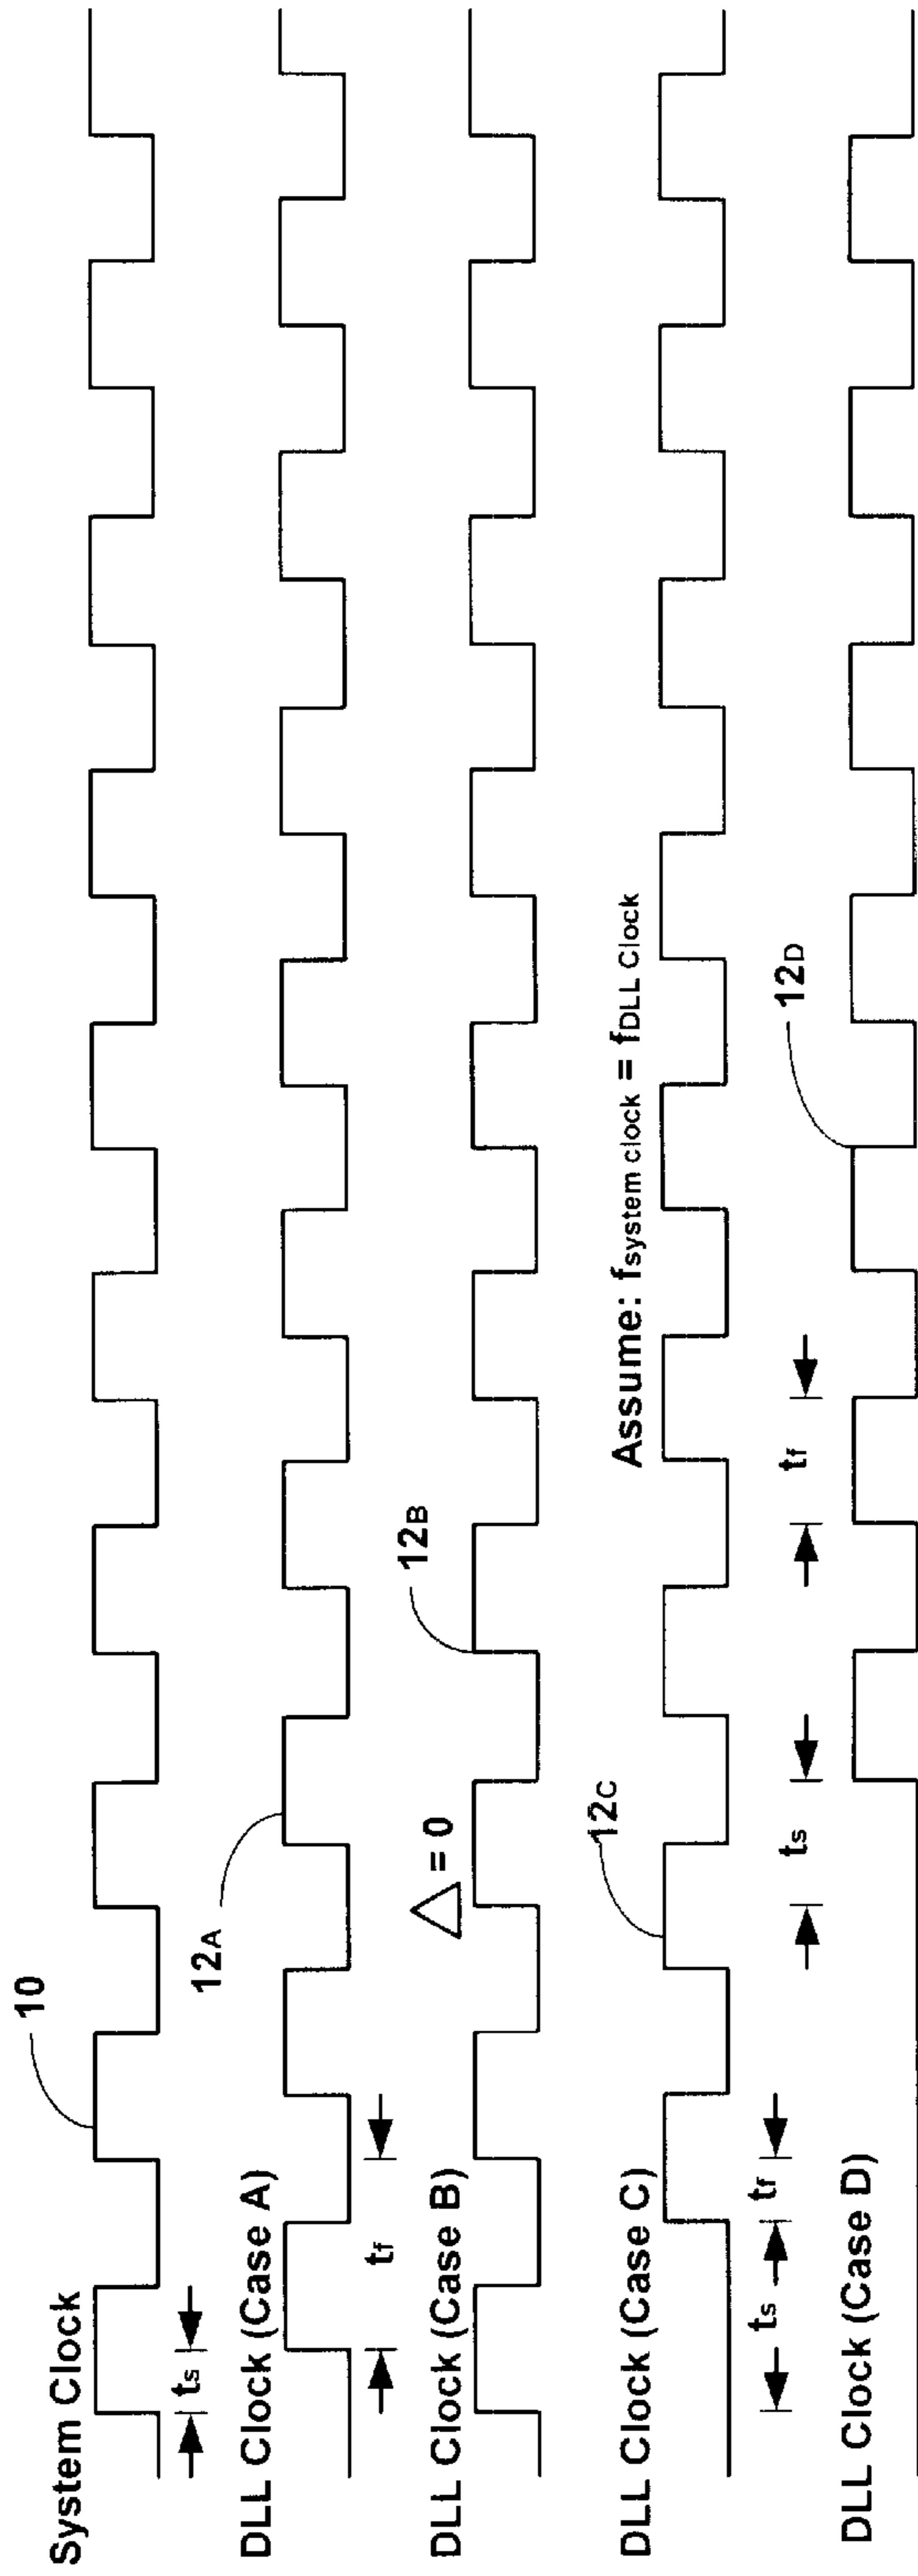 System Clock
10
ts
DLL Clock (Case A)
12A
tf
DLL Clock (Case B)
△ = 0
12B
DLL Clock (Case C)
12C
Assume: fsystem clock = fDLL Clock
ts
tf
ts
tf
DLL Clock (Case D)
12D